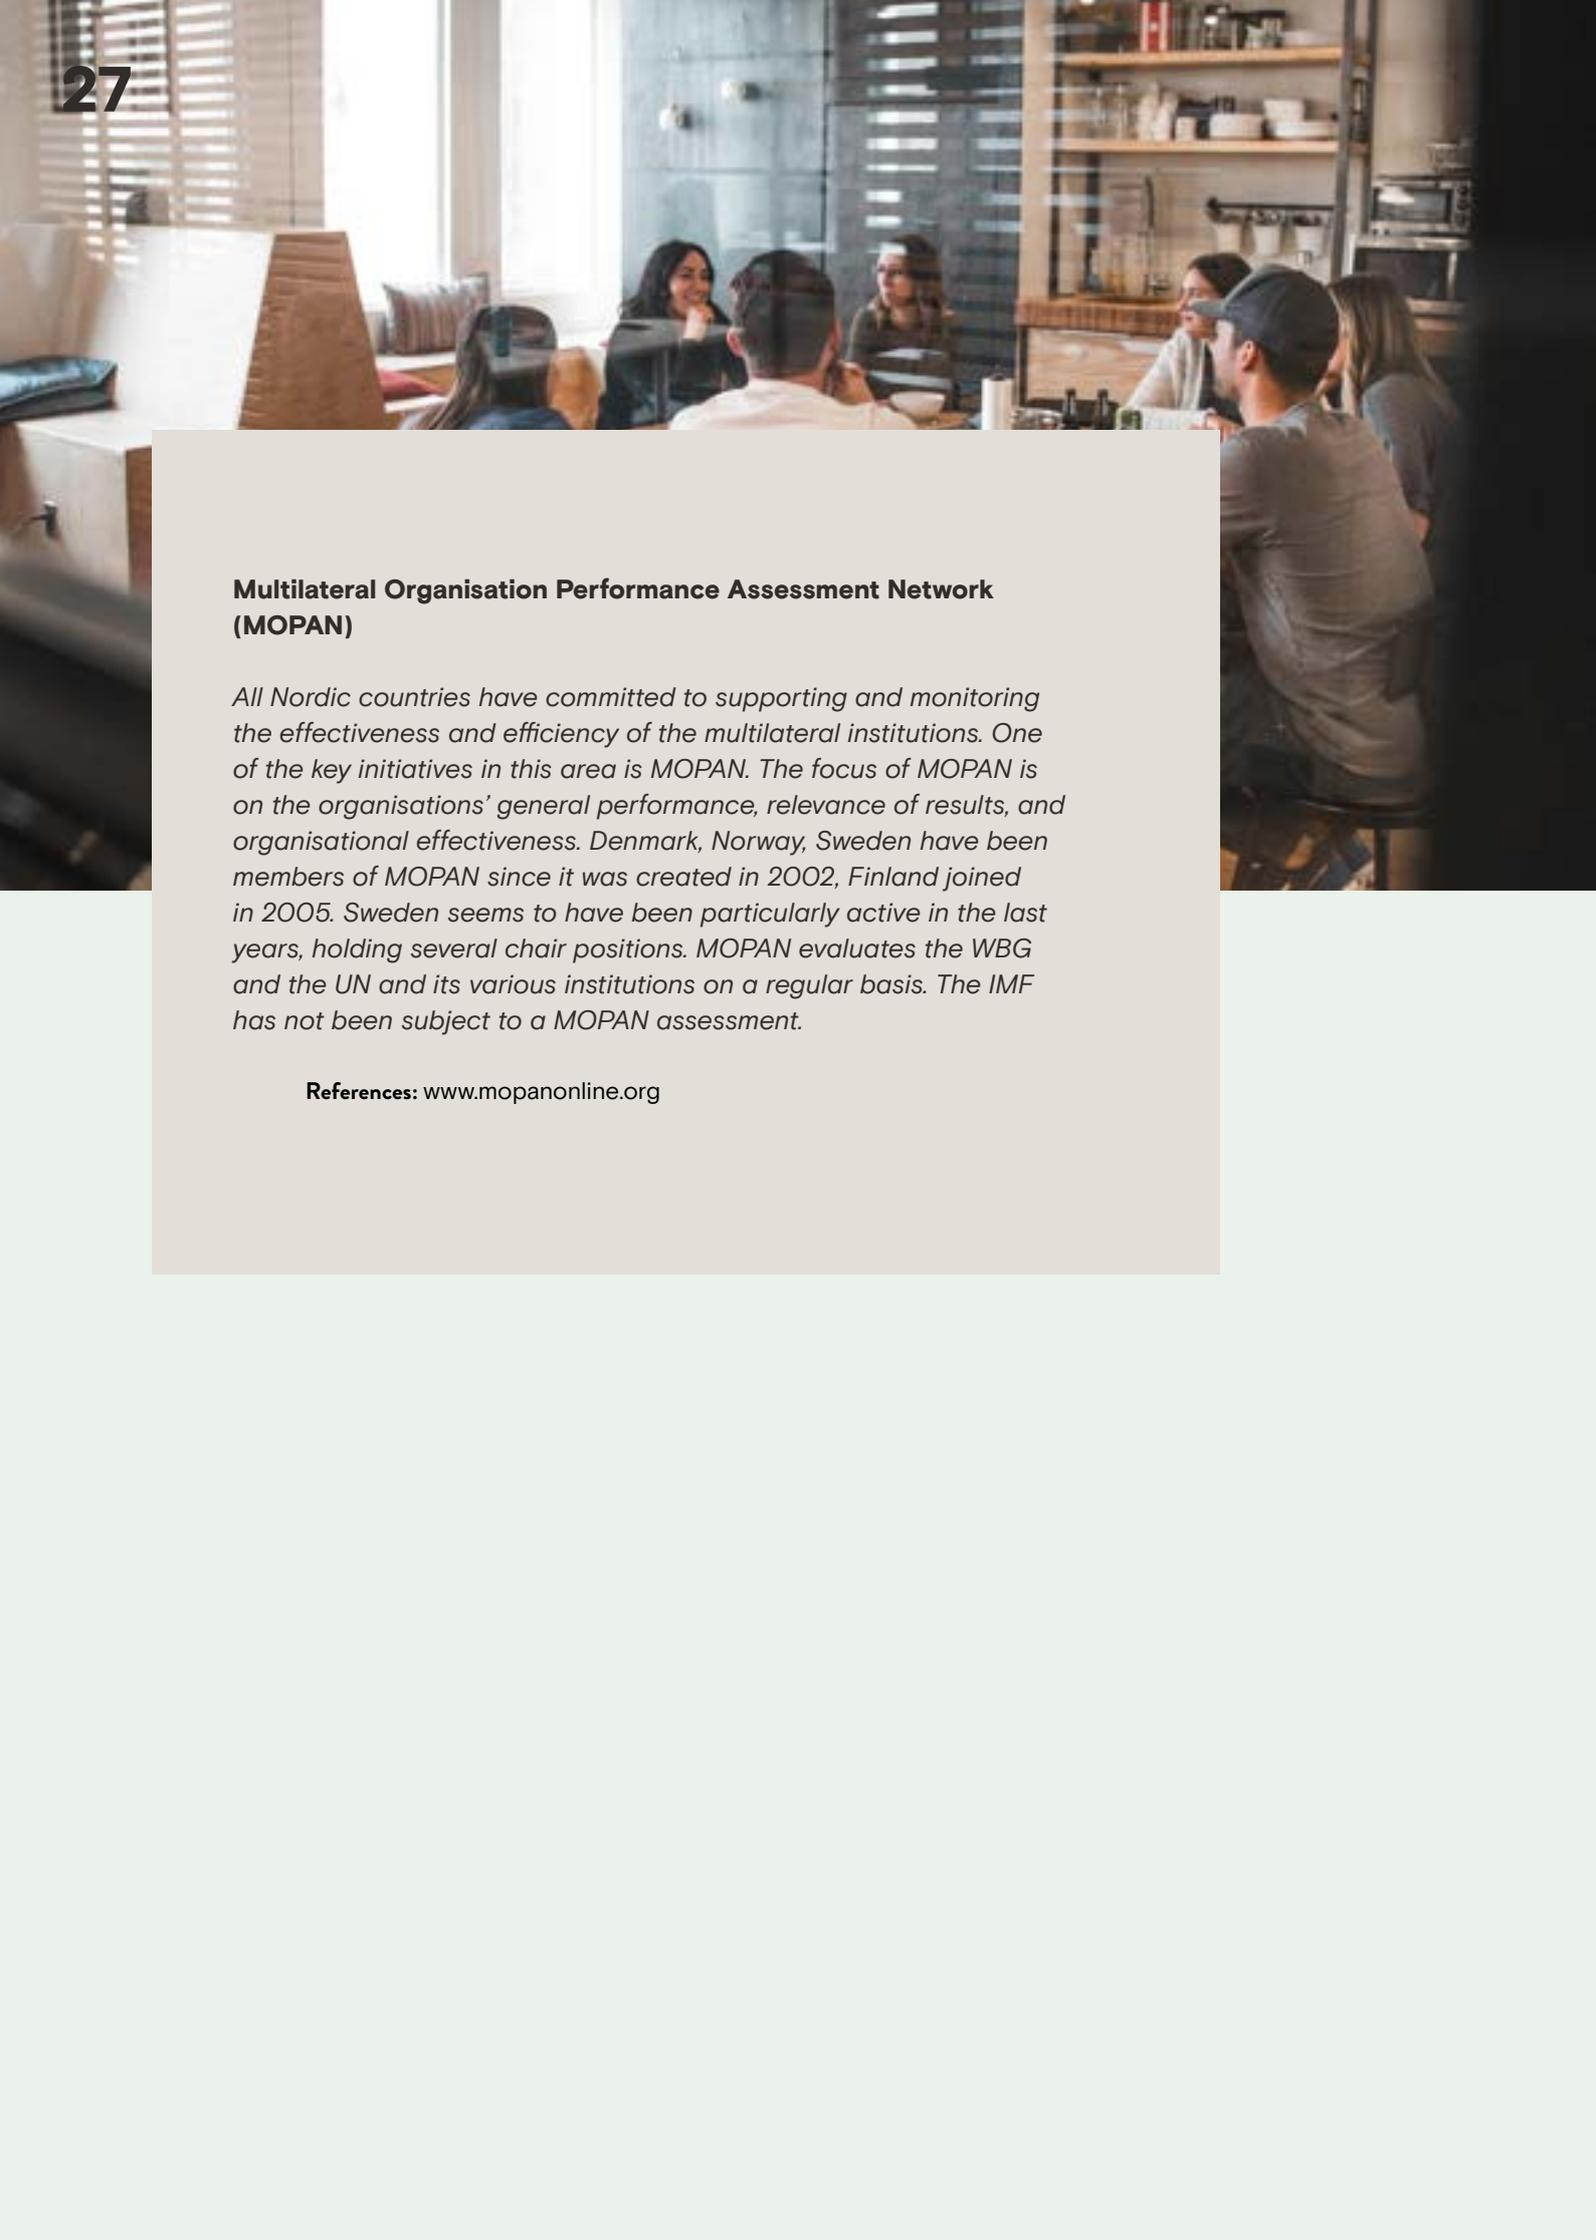 27
Multilateral Organisation Performance Assessment Network
(MOPAN)
All Nordic countries have committed to supporting and monitoring
the effectiveness and efficiency of the multilateral institutions. One
of the key initiatives in this area is MOPAN. The focus of MOPAN is
on the organisations’ general performance, relevance of results, and
organisational effectiveness. Denmark, Norway, Sweden have been
members of MOPAN since it was created in 2002, Finland joined
in 2005. Sweden seems to have been particularly active in the last
years, holding several chair positions. MOPAN evaluates the WBG
and the UN and its various institutions on a regular basis. The IMF
has not been subject to a MOPAN assessment.
References: www.mopanonline.org